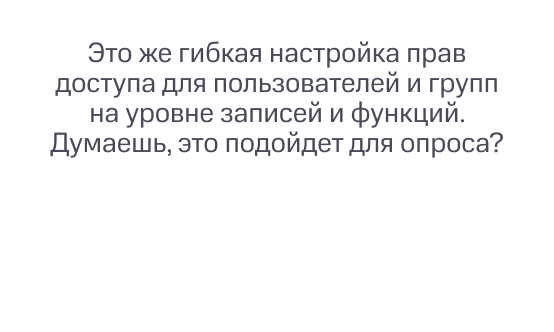 Это же гибкая настройка прав
доступа для пользователей и групп
на уровне записей и функций.
Думаешь, это подойдет для опроса?